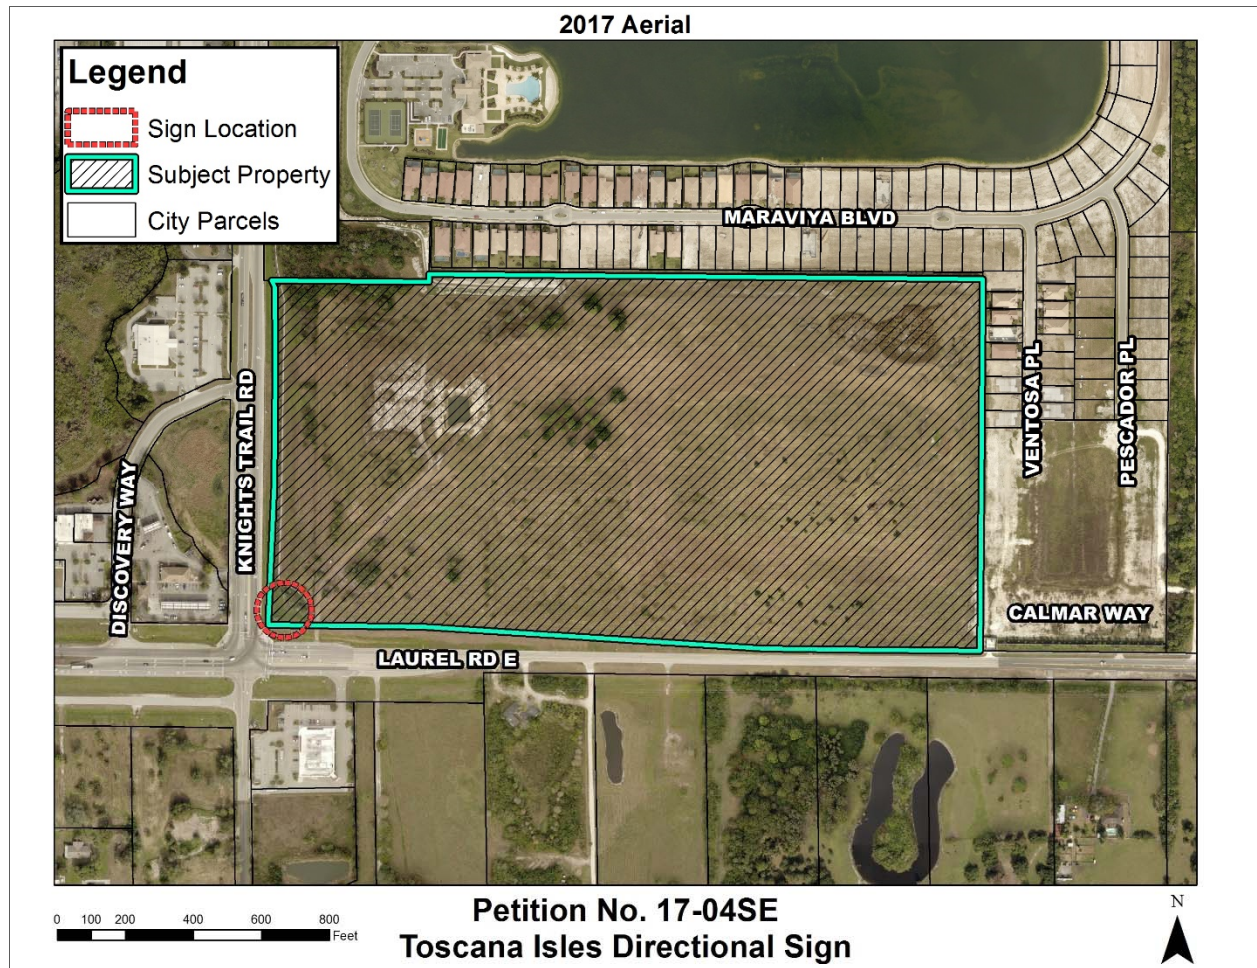 2017 Aerial
Legend
Sign Location
Subject Property
City Parcels
MARAVIYA BLVD
KNIGHTS TRAIL RD
DISCOVERY WAY
VENTOSA PL
PESCADOR PL
CALMAR WAY
LAUREL RD E
0 100 200 400 600 800
Feet
Petition No. 17-04SE
Toscana Isles Directional Sign
N